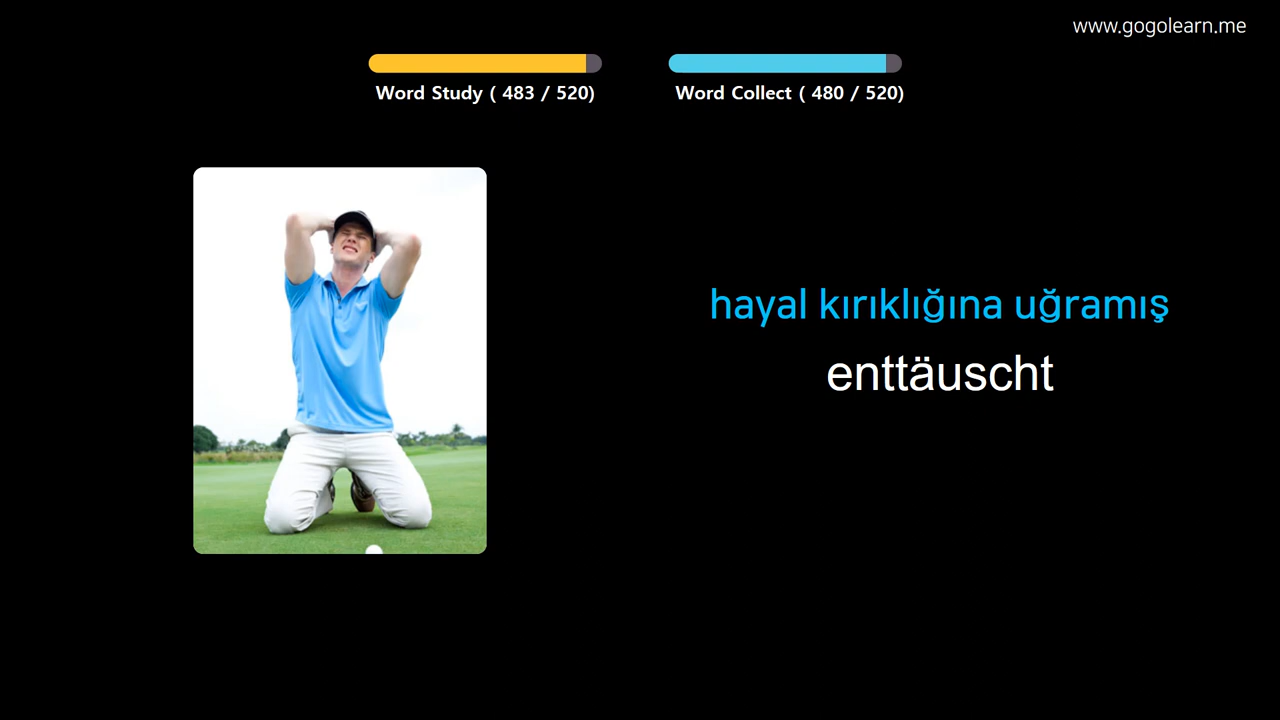 www.gogolearn.me
Word Study ( 483 / 520)
Word Collect ( 480 / 520)
hayal kırıklığına uğramış
enttäuscht